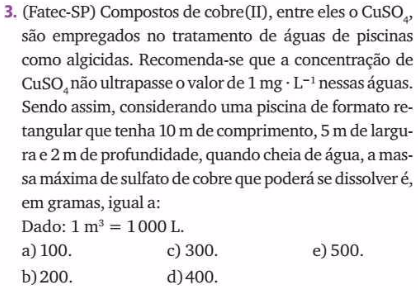 3. (Fatec-SP) Compostos de cobre(II), entre eles o CuSO₄,
são empregados no tratamento de águas de piscinas
como algicidas. Recomenda-se que a concentração de
CuSO₄ não ultrapasse o valor de 1 mg · L⁻¹ nessas águas.
Sendo assim, considerando uma piscina de formato re-
tangular que tenha 10 m de comprimento, 5 m de largu-
ra e 2 m de profundidade, quando cheia de água, a mas-
sa máxima de sulfato de cobre que poderá se dissolver é,
em gramas, igual a:
Dado: 1 m³ = 1 000 L.
a) 100. c) 300. e) 500.
b) 200. d) 400.